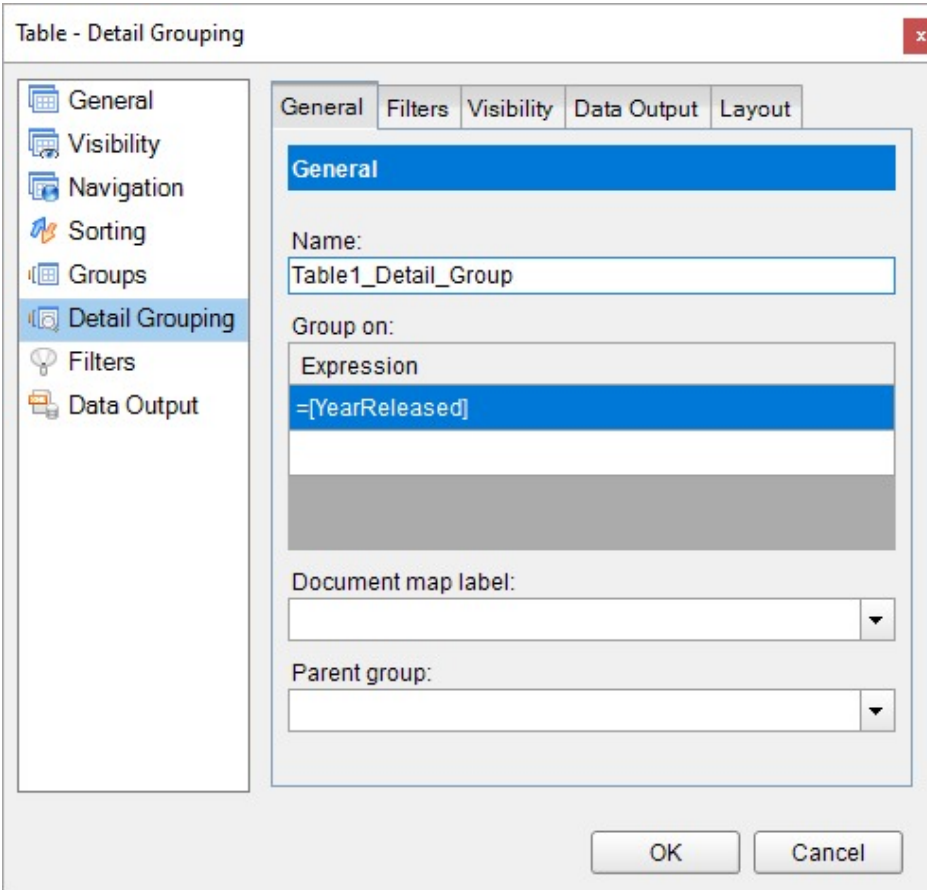 Table - Detail Grouping
x
General
Visibility
Navigation
Sorting
Groups
Detail Grouping
Filters
Data Output
General
Filters
Visibility
Data Output
Layout
General
Name:
Table1_Detail_Group
Group on:
Expression
=[YearReleased]
Document map label:
Parent group:
OK
Cancel